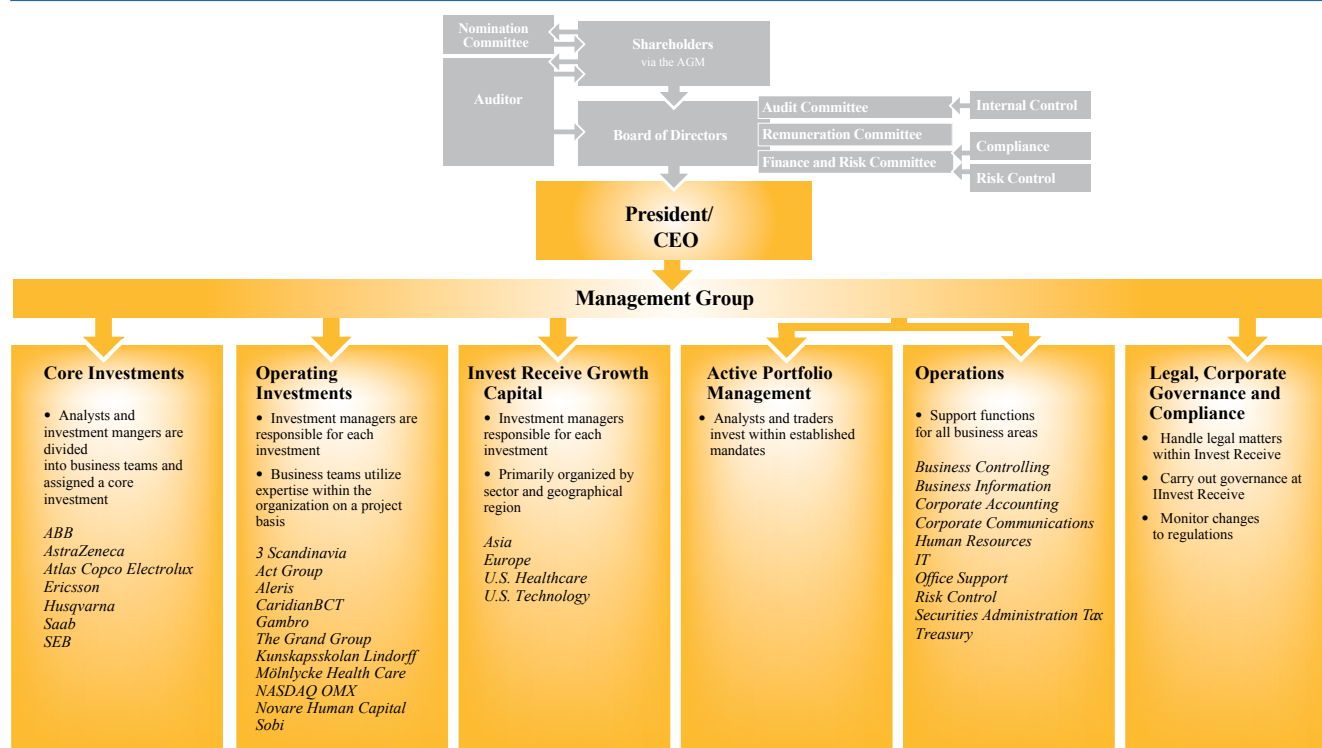 Nomination
Committee
Shareholders
via the AGM
Auditor
Board of Directors
Audit Committee
Remuneration Committee
Finance and Risk Committee
Internal Control
Compliance
Risk Control
President/
CEO
Management Group
Core Investments
• Analysts and
investment mangers are
divided
into business teams and
assigned a core
investment
ABB
AstraZeneca
Atlas Copco Electrolux
Ericsson
Husqvarna
Saab
SEB
Operating
Investments
• Investment managers are
responsible for each
investment
• Business teams utilize
expertise within the
organization on a project
basis
3 Scandinavia
Act Group
Aleris
CaridianBCT
Gambro
The Grand Group
Kunskapsskolan Lindorff
Mölnlycke Health Care
NASDAQ OMX
Novare Human Capital
Sobi
Invest Receive Growth
Capital
• Investment managers
responsible for each
investment
• Primarily organized by
sector and geographical
region
Asia
Europe
U.S. Healthcare
U.S. Technology
Active Portfolio
Management
• Analysts and traders
invest within established
mandates
Operations
• Support functions
for all business areas
Business Controlling
Business Information
Corporate Accounting
Corporate Communications
Human Resources
IT
Office Support
Risk Control
Securities Administration Tax
Treasury
Legal, Corporate
Governance and
Compliance
• Handle legal matters
within Invest Receive
• Carry out governance at
IInvest Receive
• Monitor changes
to regulations